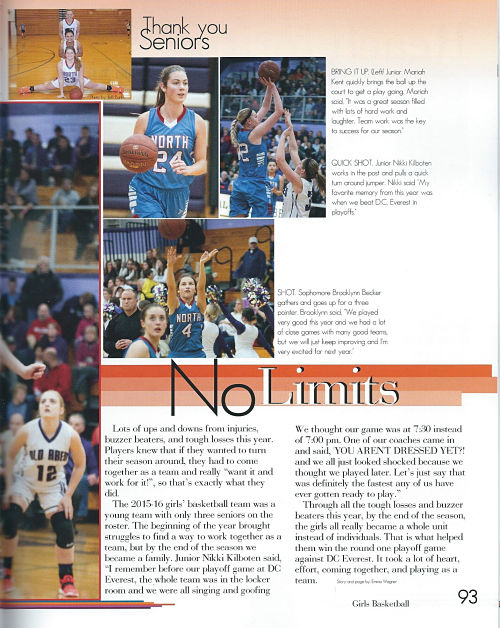 Thank you
Seniors
BRING IT UP. (Left) Junior Mariah
Kent quickly brings the ball up the
court to get a play going. Mariah
said, "It was a great season filled
with lots of hard work and
laughter. Team work was the key
to success for our season."
QUICK SHOT. Junior Nikki Kilboten
works in the post and pulls a quick
turn around jumper. Nikki said "My
favorite memory from this year was
when we beat D.C. Everest in
playoffs."
NORTH
24
SHOT. Sophomore Brooklynn Becker
gathers and goes up for a three
pointer. Brooklyn said, "We played
very good this year and we had a lot
of close games with many good teams,
but we will just keep improving and I'm
very excited for next year."
NORTH
4
No Limits
OLD ABES
12
Lots of ups and downs from injuries,
buzzer beaters, and tough losses this year.
Players knew that if they wanted to turn
their season around, they had to come
together as a team and really "want it and
work for it!", so that's exactly what they
did.
The 2015-16 girls' basketball team was a
young team with only three seniors on the
roster. The beginning of the year brought
struggles to find a way to work together as a
team, but by the end of the season we
became a family. Junior Nikki Kilboten said,
"I remember before our playoff game at DC
Everest, the whole team was in the locker
room and we were all singing and goofing
We thought our game was at 7:30 instead
of 7:00 pm. One of our coaches came in
and said, YOU ARENT DRESSED YET?!
and we all just looked shocked because we
thought we played later. Let's just say that
was definitely the fastest any of us have
ever gotten ready to play."
Through all the tough losses and buzzer
beaters this year, by the end of the season,
the girls all really became a whole unit
instead of individuals. That is what helped
them win the round one playoff game
against DC Everest. It took a lot of heart,
effort, coming together, and playing as a
team.
Story and page by: Emma Wagner
Girls Basketball
93